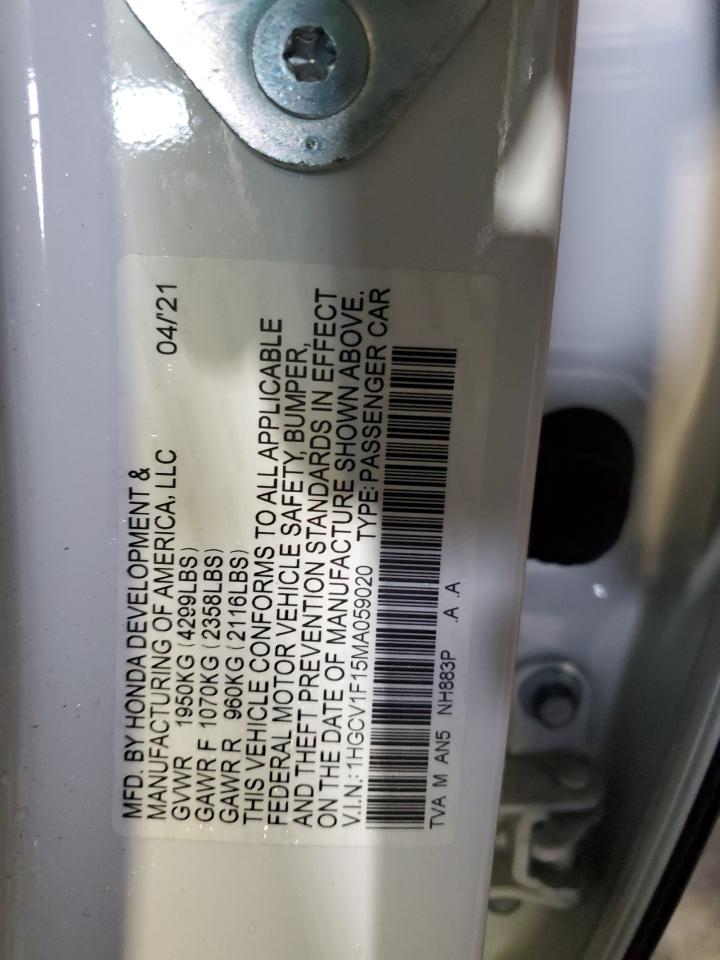 MFD. BY HONDA DEVELOPMENT &
MANUFACTURING OF AMERICA, LLC 04/'21
GVWR 1950KG (4299LBS)
GAWR F 1070KG (2358LBS)
GAWR R 960KG (2116LBS)
THIS VEHICLE CONFORMS TO ALL APPLICABLE
FEDERAL MOTOR VEHICLE SAFETY, BUMPER,
AND THEFT PREVENTION STANDARDS IN EFFECT
ON THE DATE OF MANUFACTURE SHOWN ABOVE.
V.I.N.: 1HGCV1F15MA059020 TYPE: PASSENGER CAR
TVA M AN5 NH883P .A .A